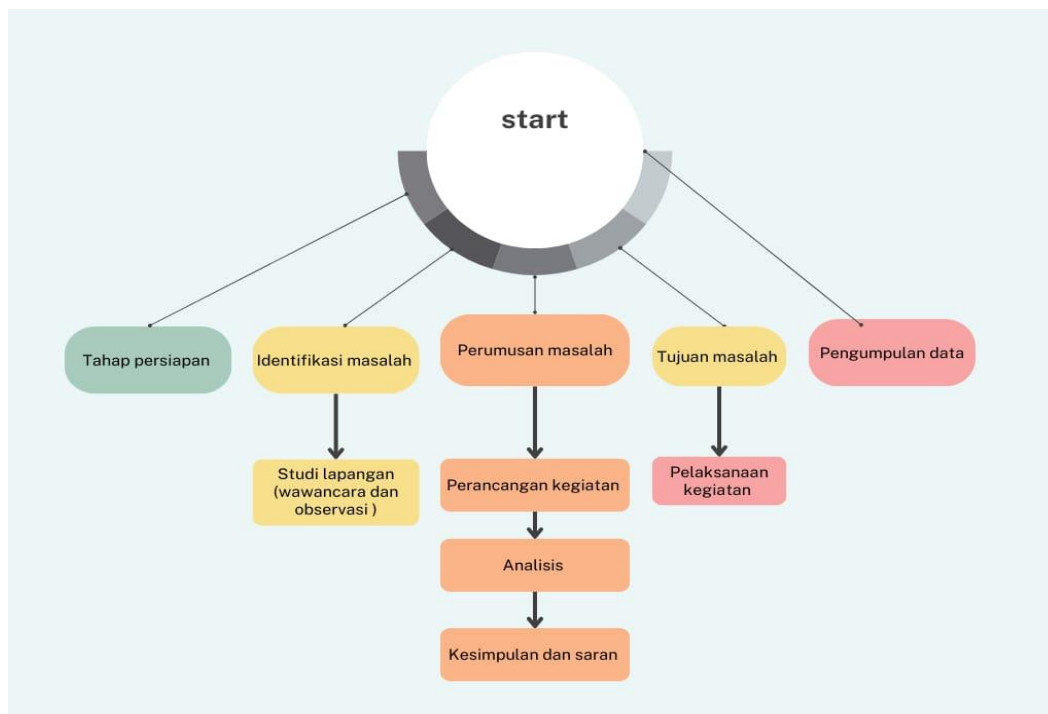 start
Tahap persiapan
Identifikasi masalah
Perumusan masalah
Tujuan masalah
Pengumpulan data
Studi lapangan
(wawancara dan
observasi )
Perancangan kegiatan
Pelaksanaan
kegiatan
Analisis
Kesimpulan dan saran